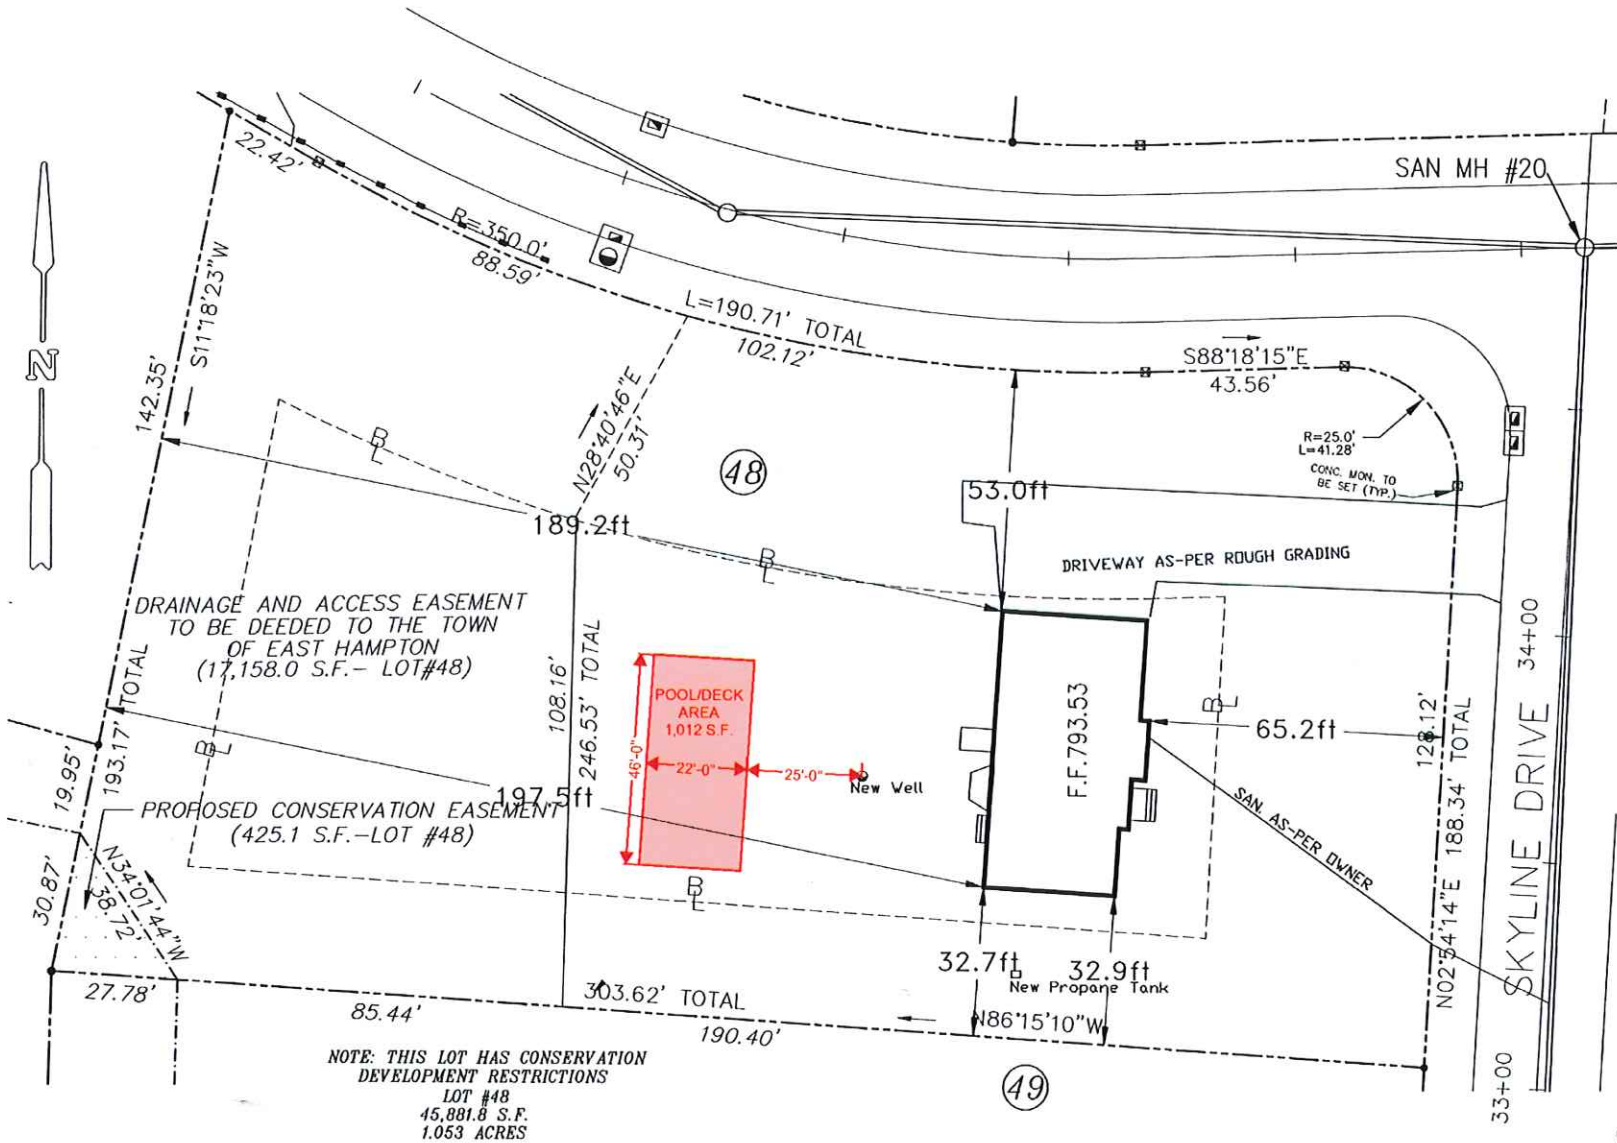 SAN MH #20
22.42'
R=350.0'
88.59'
S11°18'23"W
142.35'
L=190.71' TOTAL
102.12'
S88°18'15"E
43.56'
R=25.0'
L=41.28'
CONC. MON. TO
BE SET (TYP.)
N
N28°40'46"E
50.31'
48
BL
53.0ft
189.2ft
BL
DRIVEWAY AS-PER ROUGH GRADING
DRAINAGE AND ACCESS EASEMENT
TO BE DEEDED TO THE TOWN
OF EAST HAMPTON
(17,158.0 S.F.- LOT#48)
108.16'
246.53' TOTAL
POOL/DECK
AREA
1,012 S.F.
46'-0"
22'-0"
25'-0"
New Well
F.F.793.53
BL
65.2ft
128.12'
188.34' TOTAL
N02°54'14"E
34+00
SKYLINE DRIVE
33+00
BL
193.17' TOTAL
19.95'
197.5ft
PROPOSED CONSERVATION EASEMENT
(425.1 S.F.-LOT #48)
SAN. AS-PER OWNER
30.87'
N34°01'44"W
38.72'
BL
32.7ft
32.9ft
New Propane Tank
27.78'
85.44'
303.62' TOTAL
190.40'
N86°15'10"W
49
NOTE: THIS LOT HAS CONSERVATION
DEVELOPMENT RESTRICTIONS
LOT #48
45,881.8 S.F.
1.053 ACRES